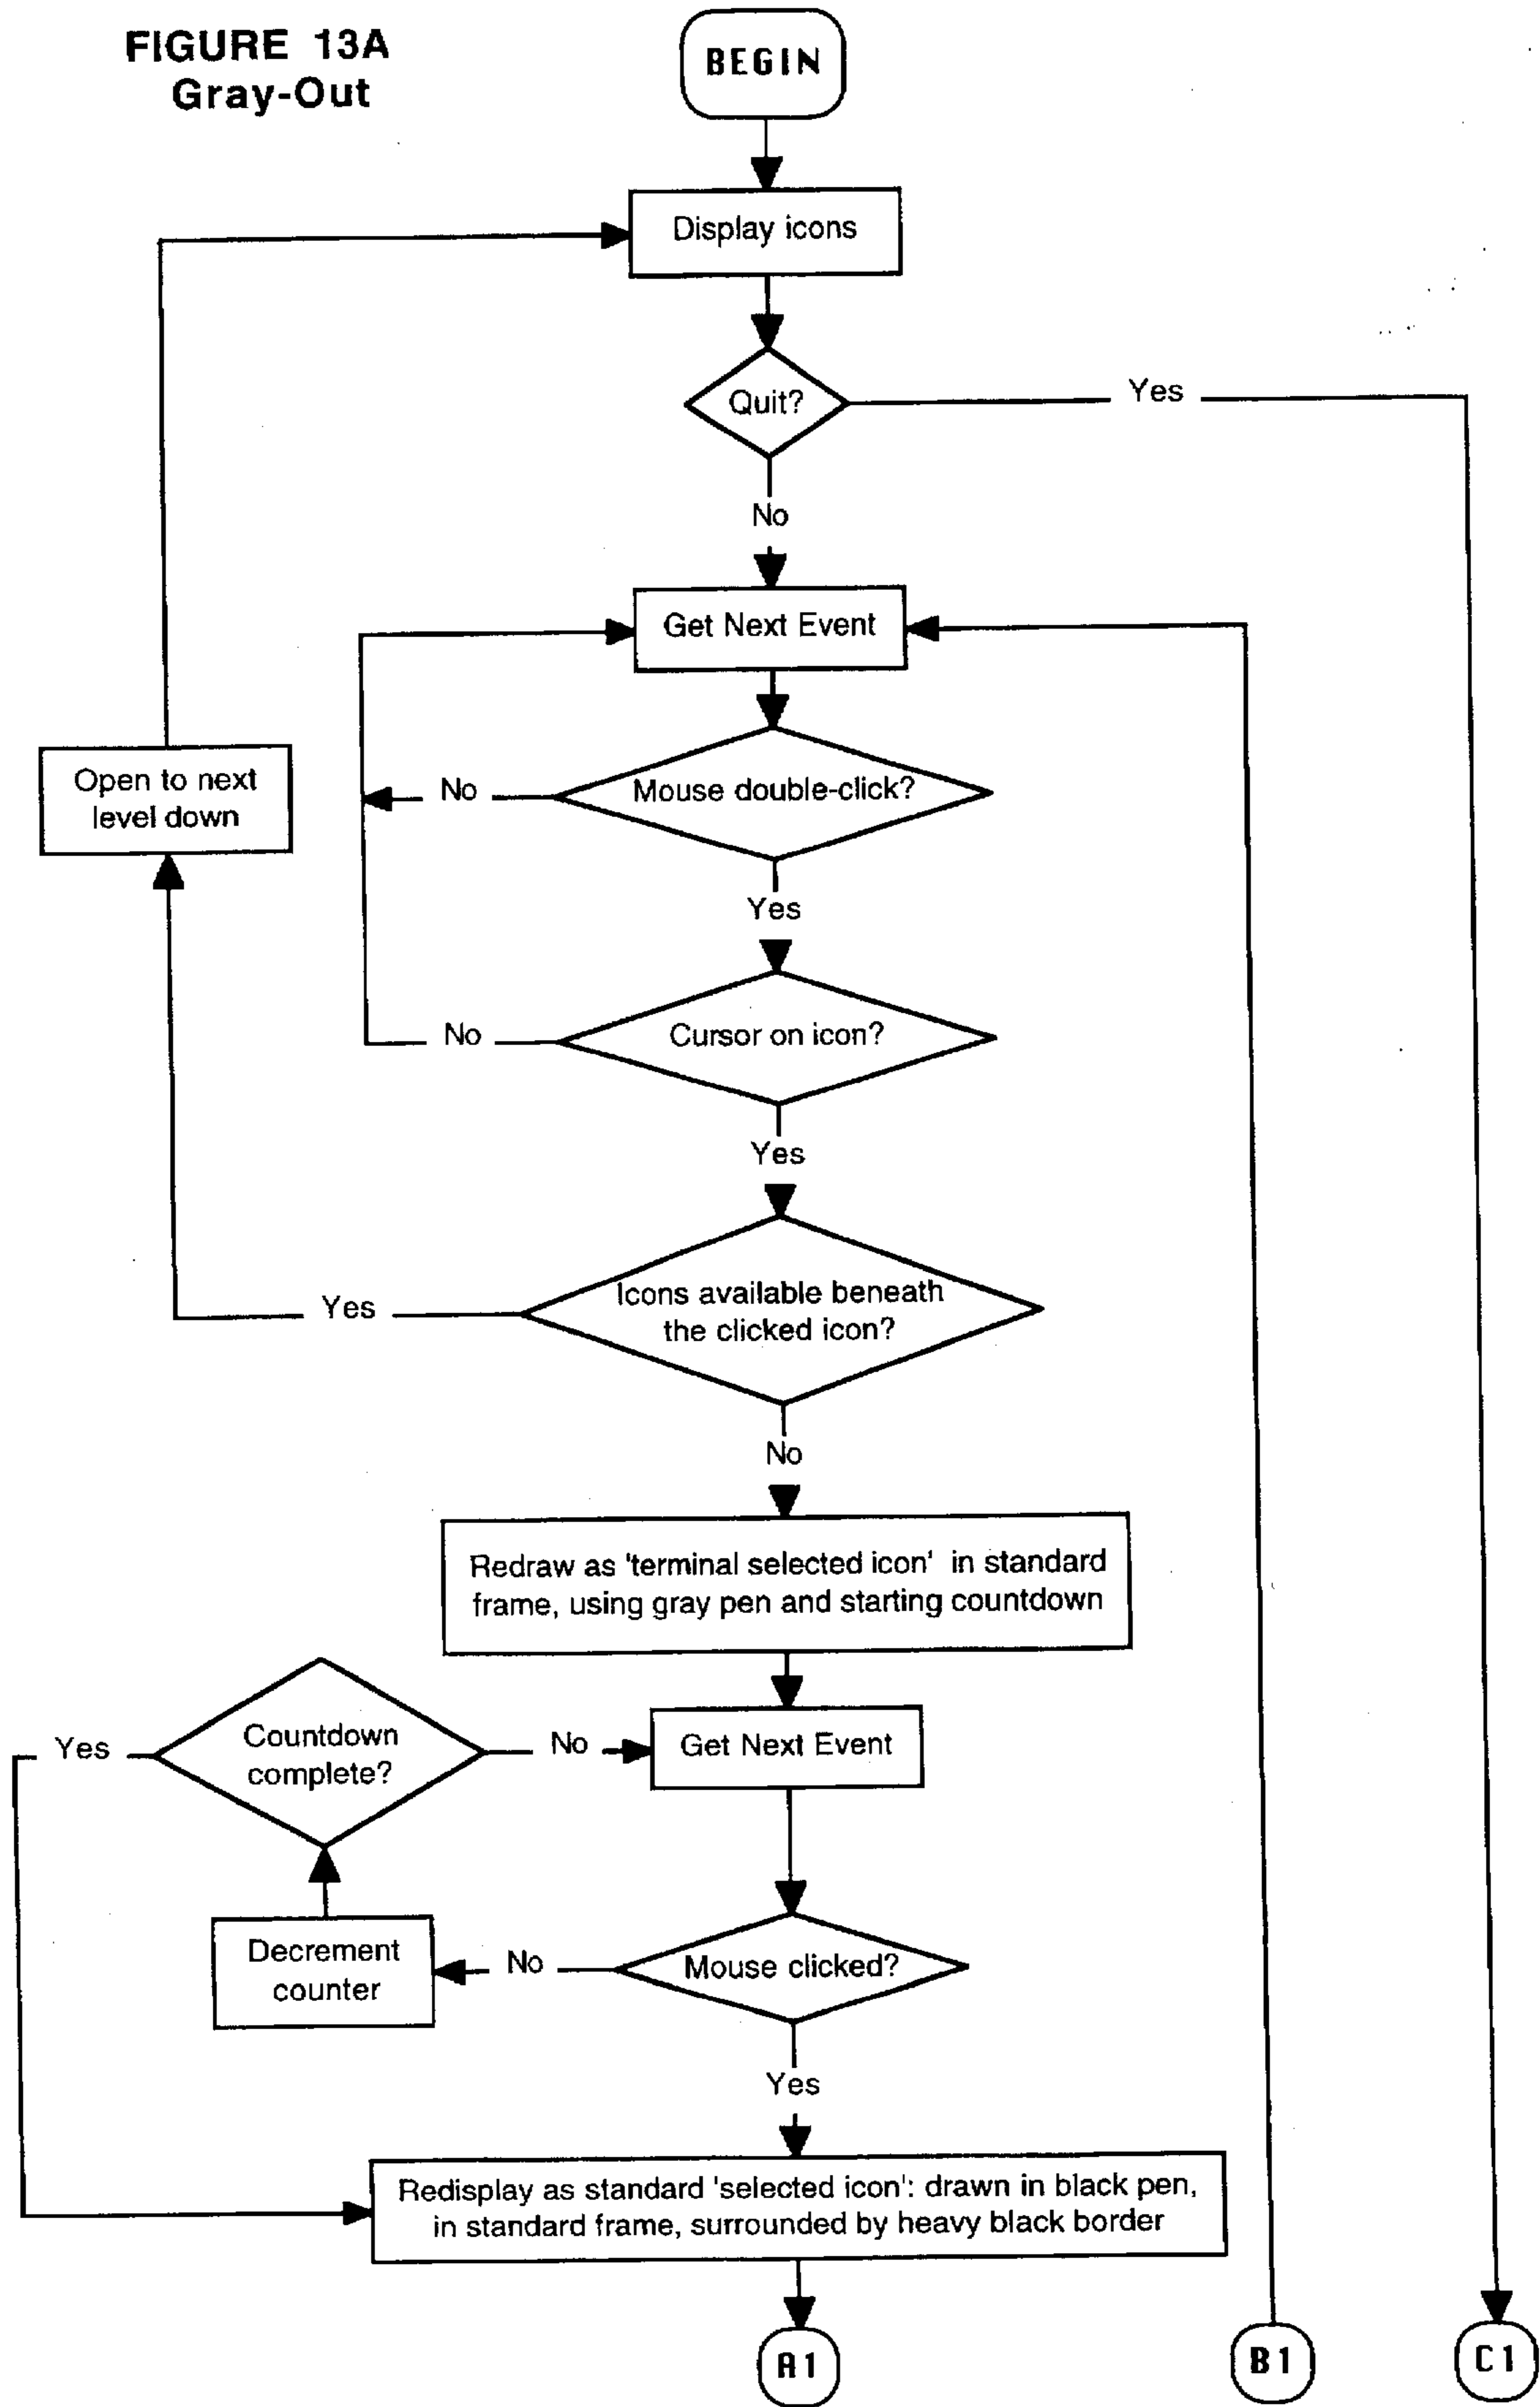 FIGURE 13A
Gray-Out
BEGIN
Display icons
Quit?
Yes
No
Get Next Event
Mouse double-click?
No
Open to next
level down
Yes
Cursor on icon?
No
Yes
Icons available beneath
the clicked icon?
Yes
No
Redraw as 'terminal selected icon' in standard
frame, using gray pen and starting countdown
Countdown
complete?
Yes
No
Get Next Event
Decrement
counter
No
Mouse clicked?
Yes
Redisplay as standard 'selected icon': drawn in black pen,
in standard frame, surrounded by heavy black border
A1
B1
C1